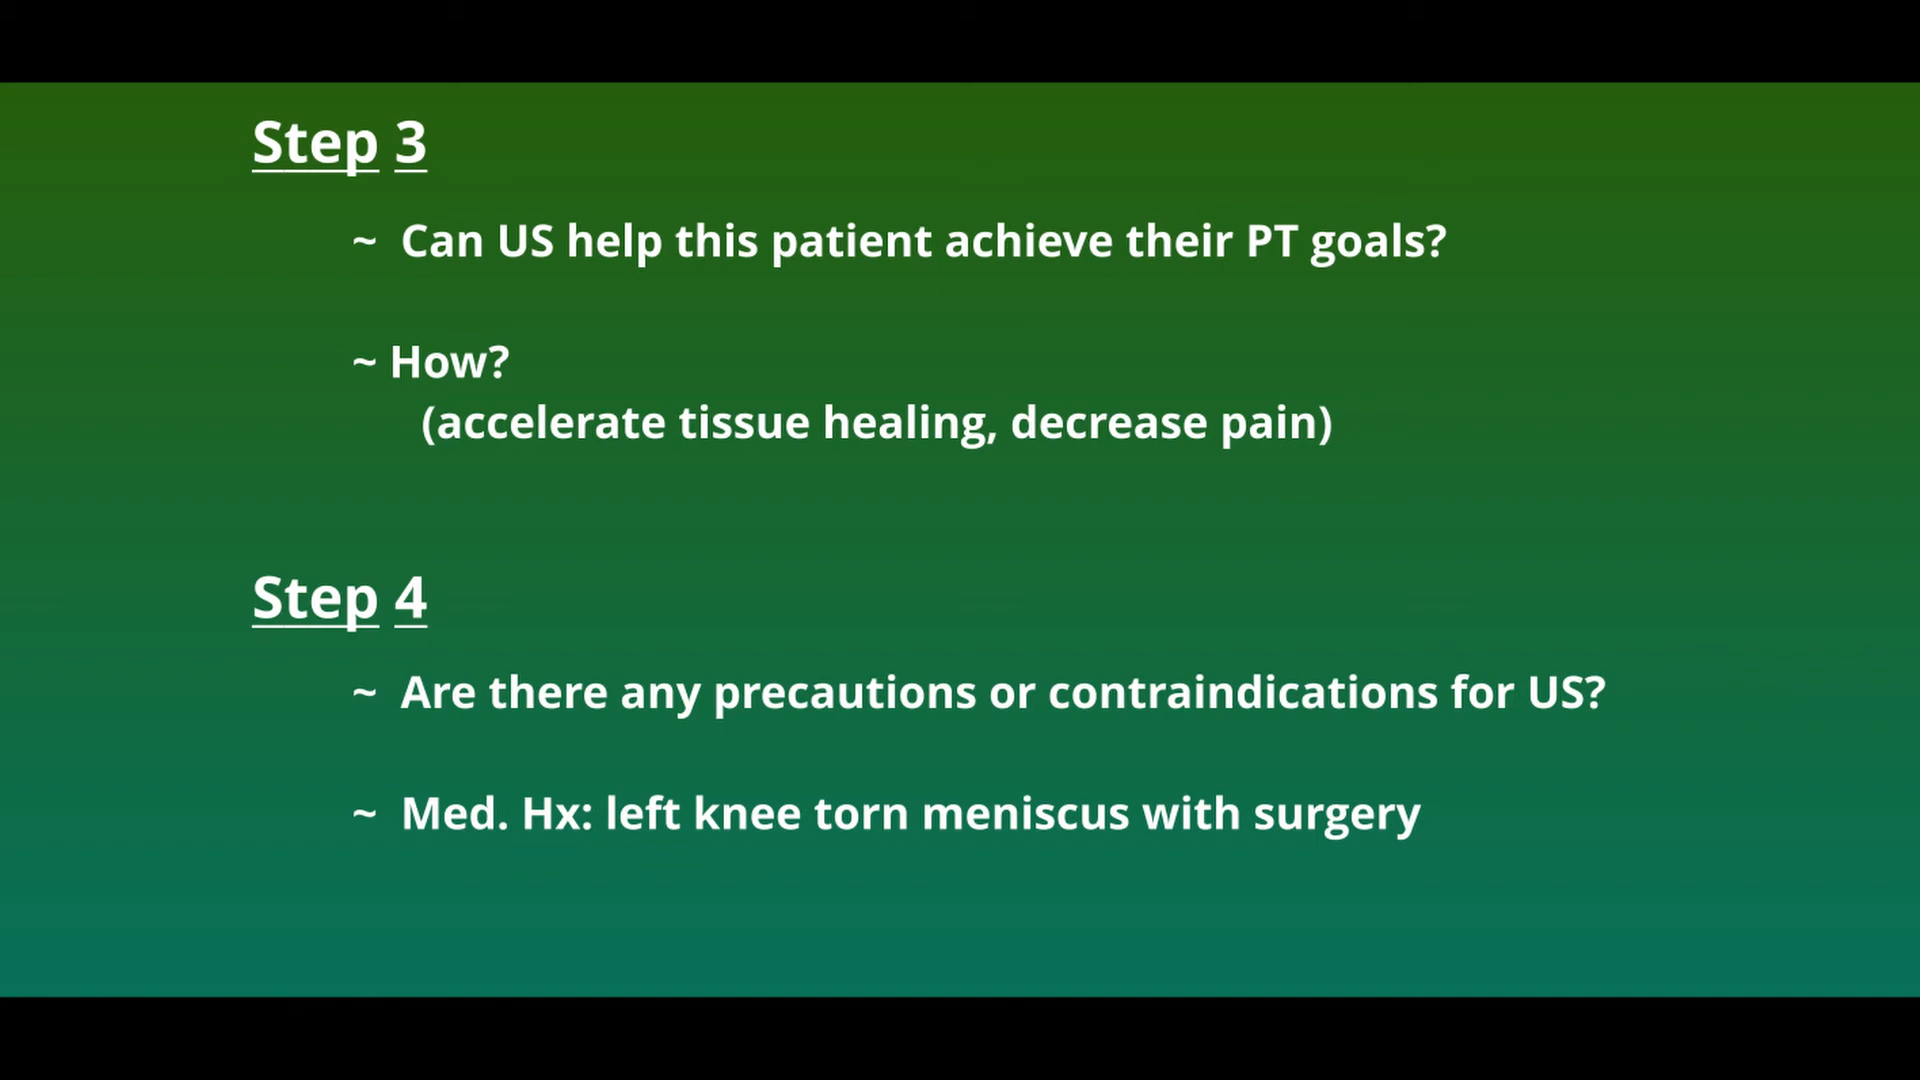 Step 3
~ Can US help this patient achieve their PT goals?
~ How?
(accelerate tissue healing, decrease pain)
Step 4
~ Are there any precautions or contraindications for US?
~ Med. Hx: left knee torn meniscus with surgery